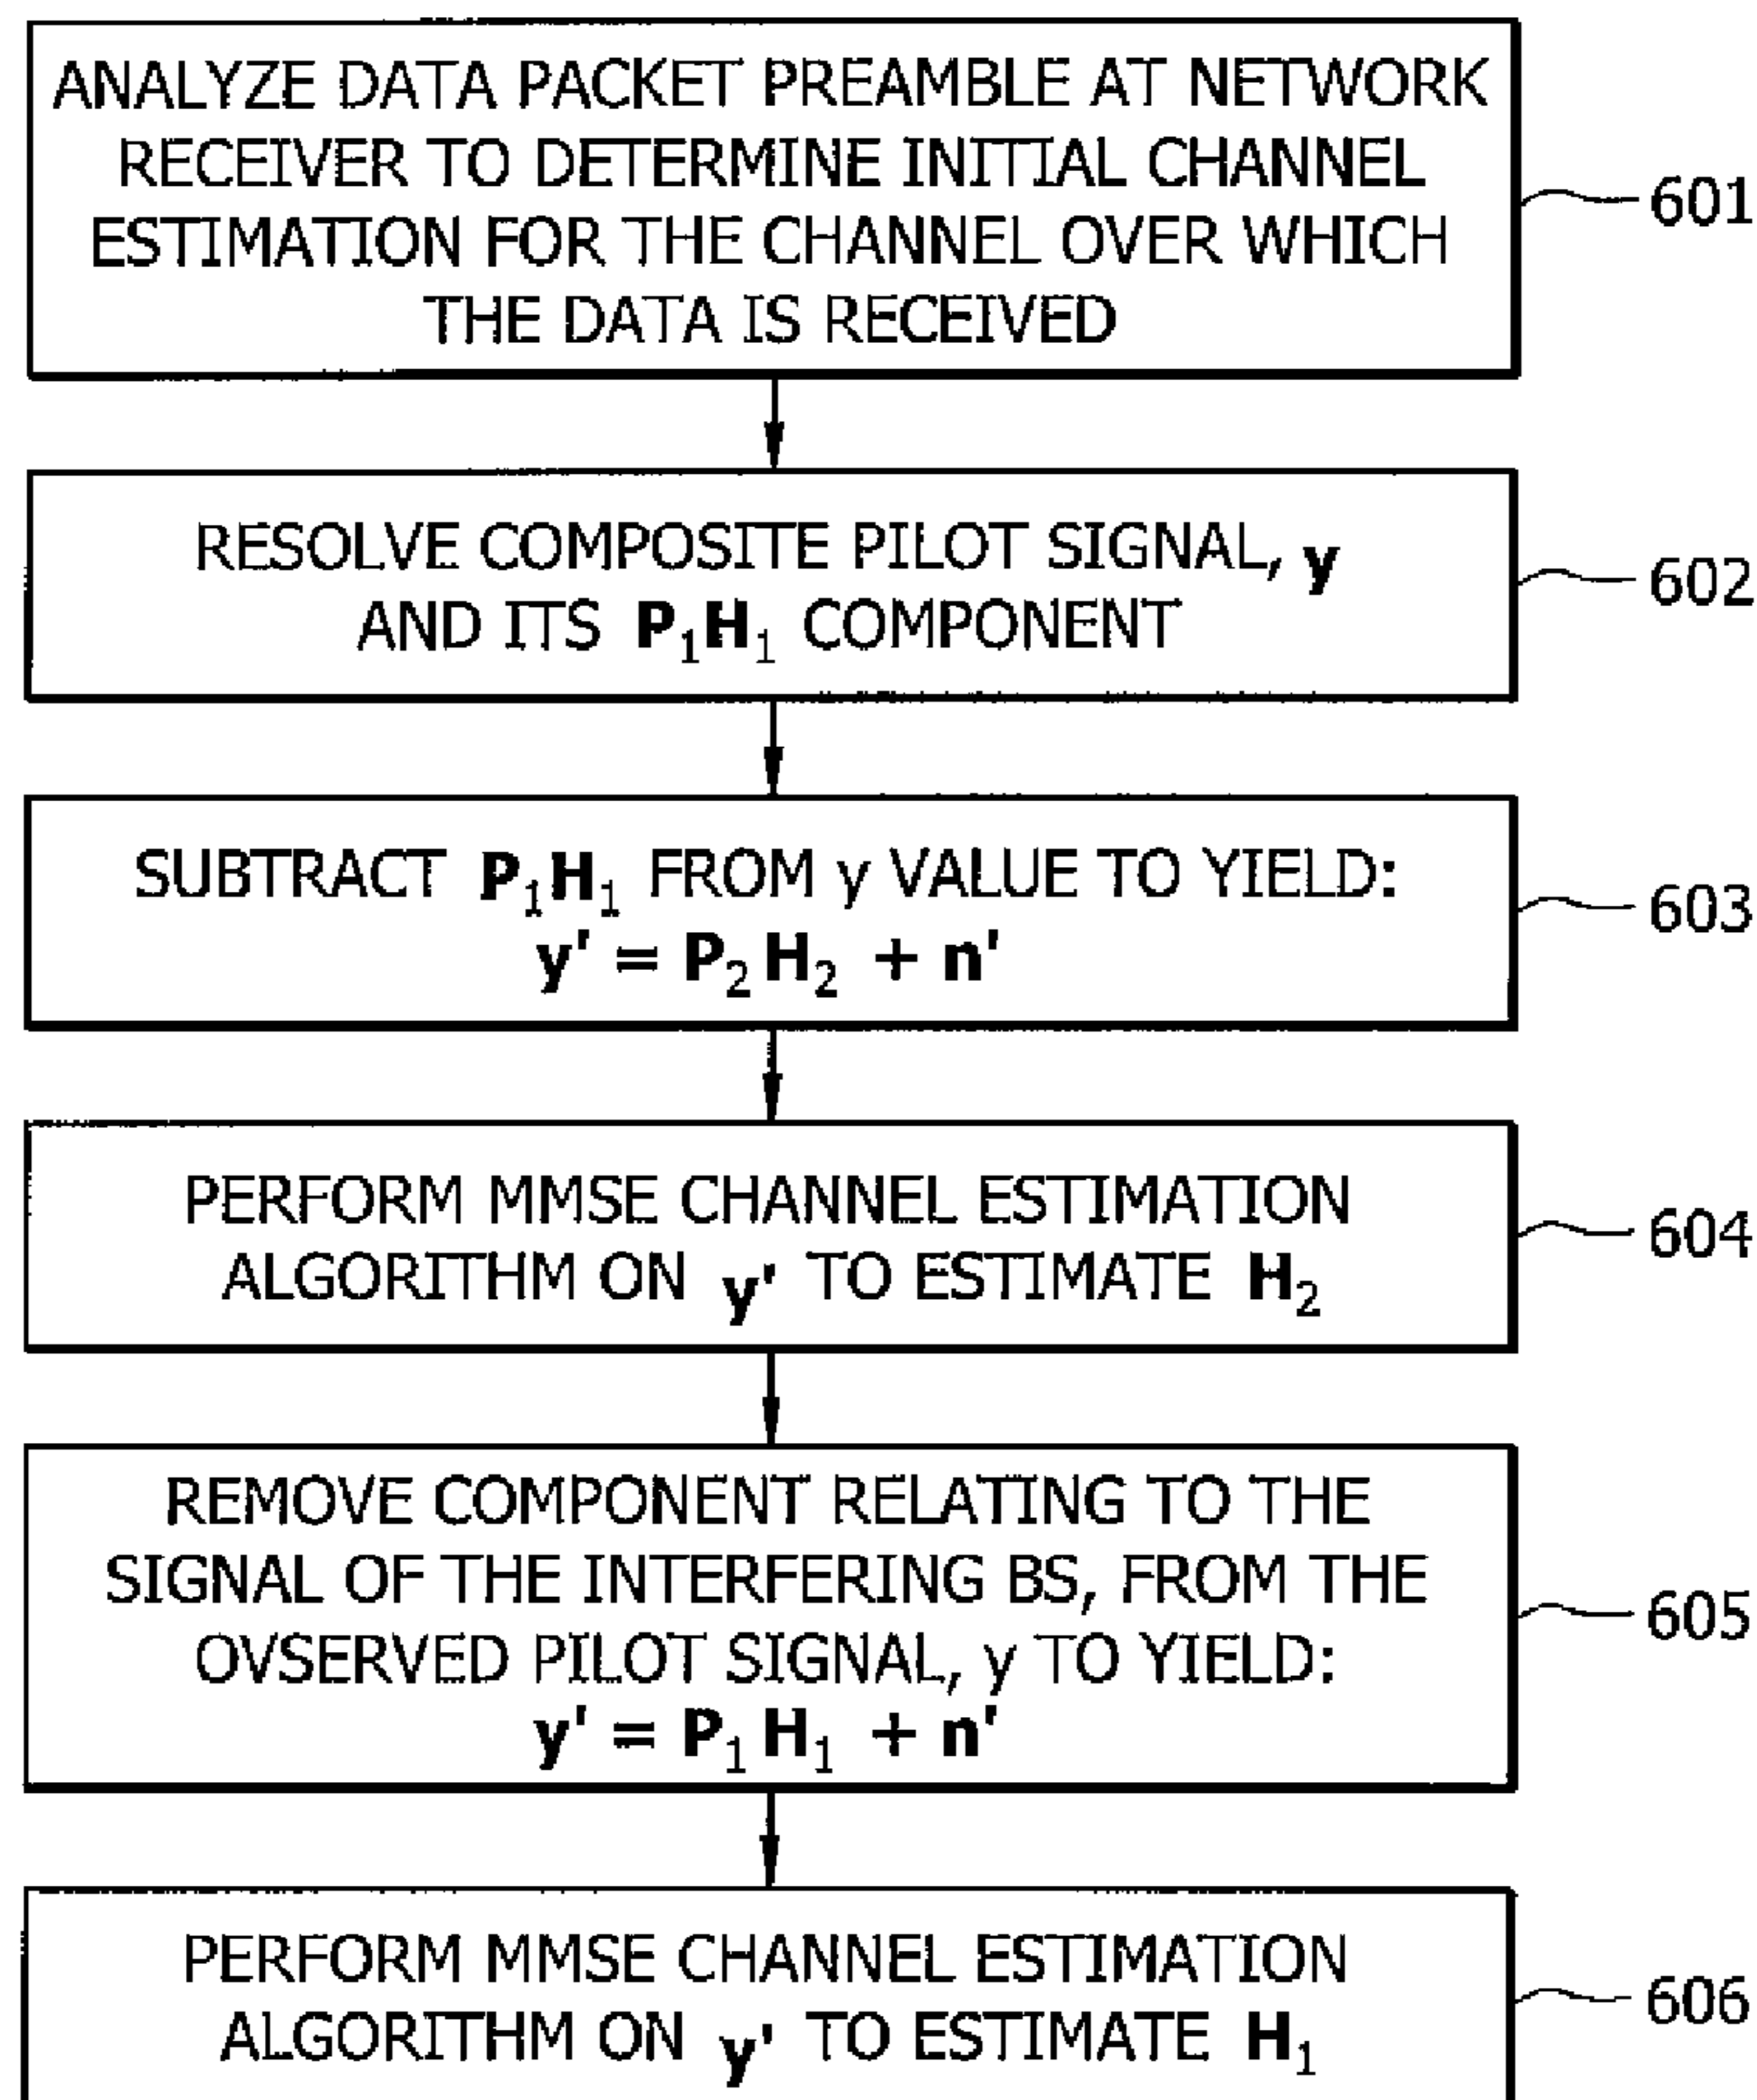 ANALYZE DATA PACKET PREAMBLE AT NETWORK
RECEIVER TO DETERMINE INITIAL CHANNEL
ESTIMATION FOR THE CHANNEL OVER WHICH
THE DATA IS RECEIVED
601
RESOLVE COMPOSITE PILOT SIGNAL, y
AND ITS P₁H₁ COMPONENT
602
SUBTRACT P₁H₁ FROM y VALUE TO YIELD:
y' = P₂H₂ + n'
603
PERFORM MMSE CHANNEL ESTIMATION
ALGORITHM ON y' TO ESTIMATE H₂
604
REMOVE COMPONENT RELATING TO THE
SIGNAL OF THE INTERFERING BS, FROM THE
OVSERVED PILOT SIGNAL, y TO YIELD:
y' = P₁H₁ + n'
605
PERFORM MMSE CHANNEL ESTIMATION
ALGORITHM ON y' TO ESTIMATE H₁
606